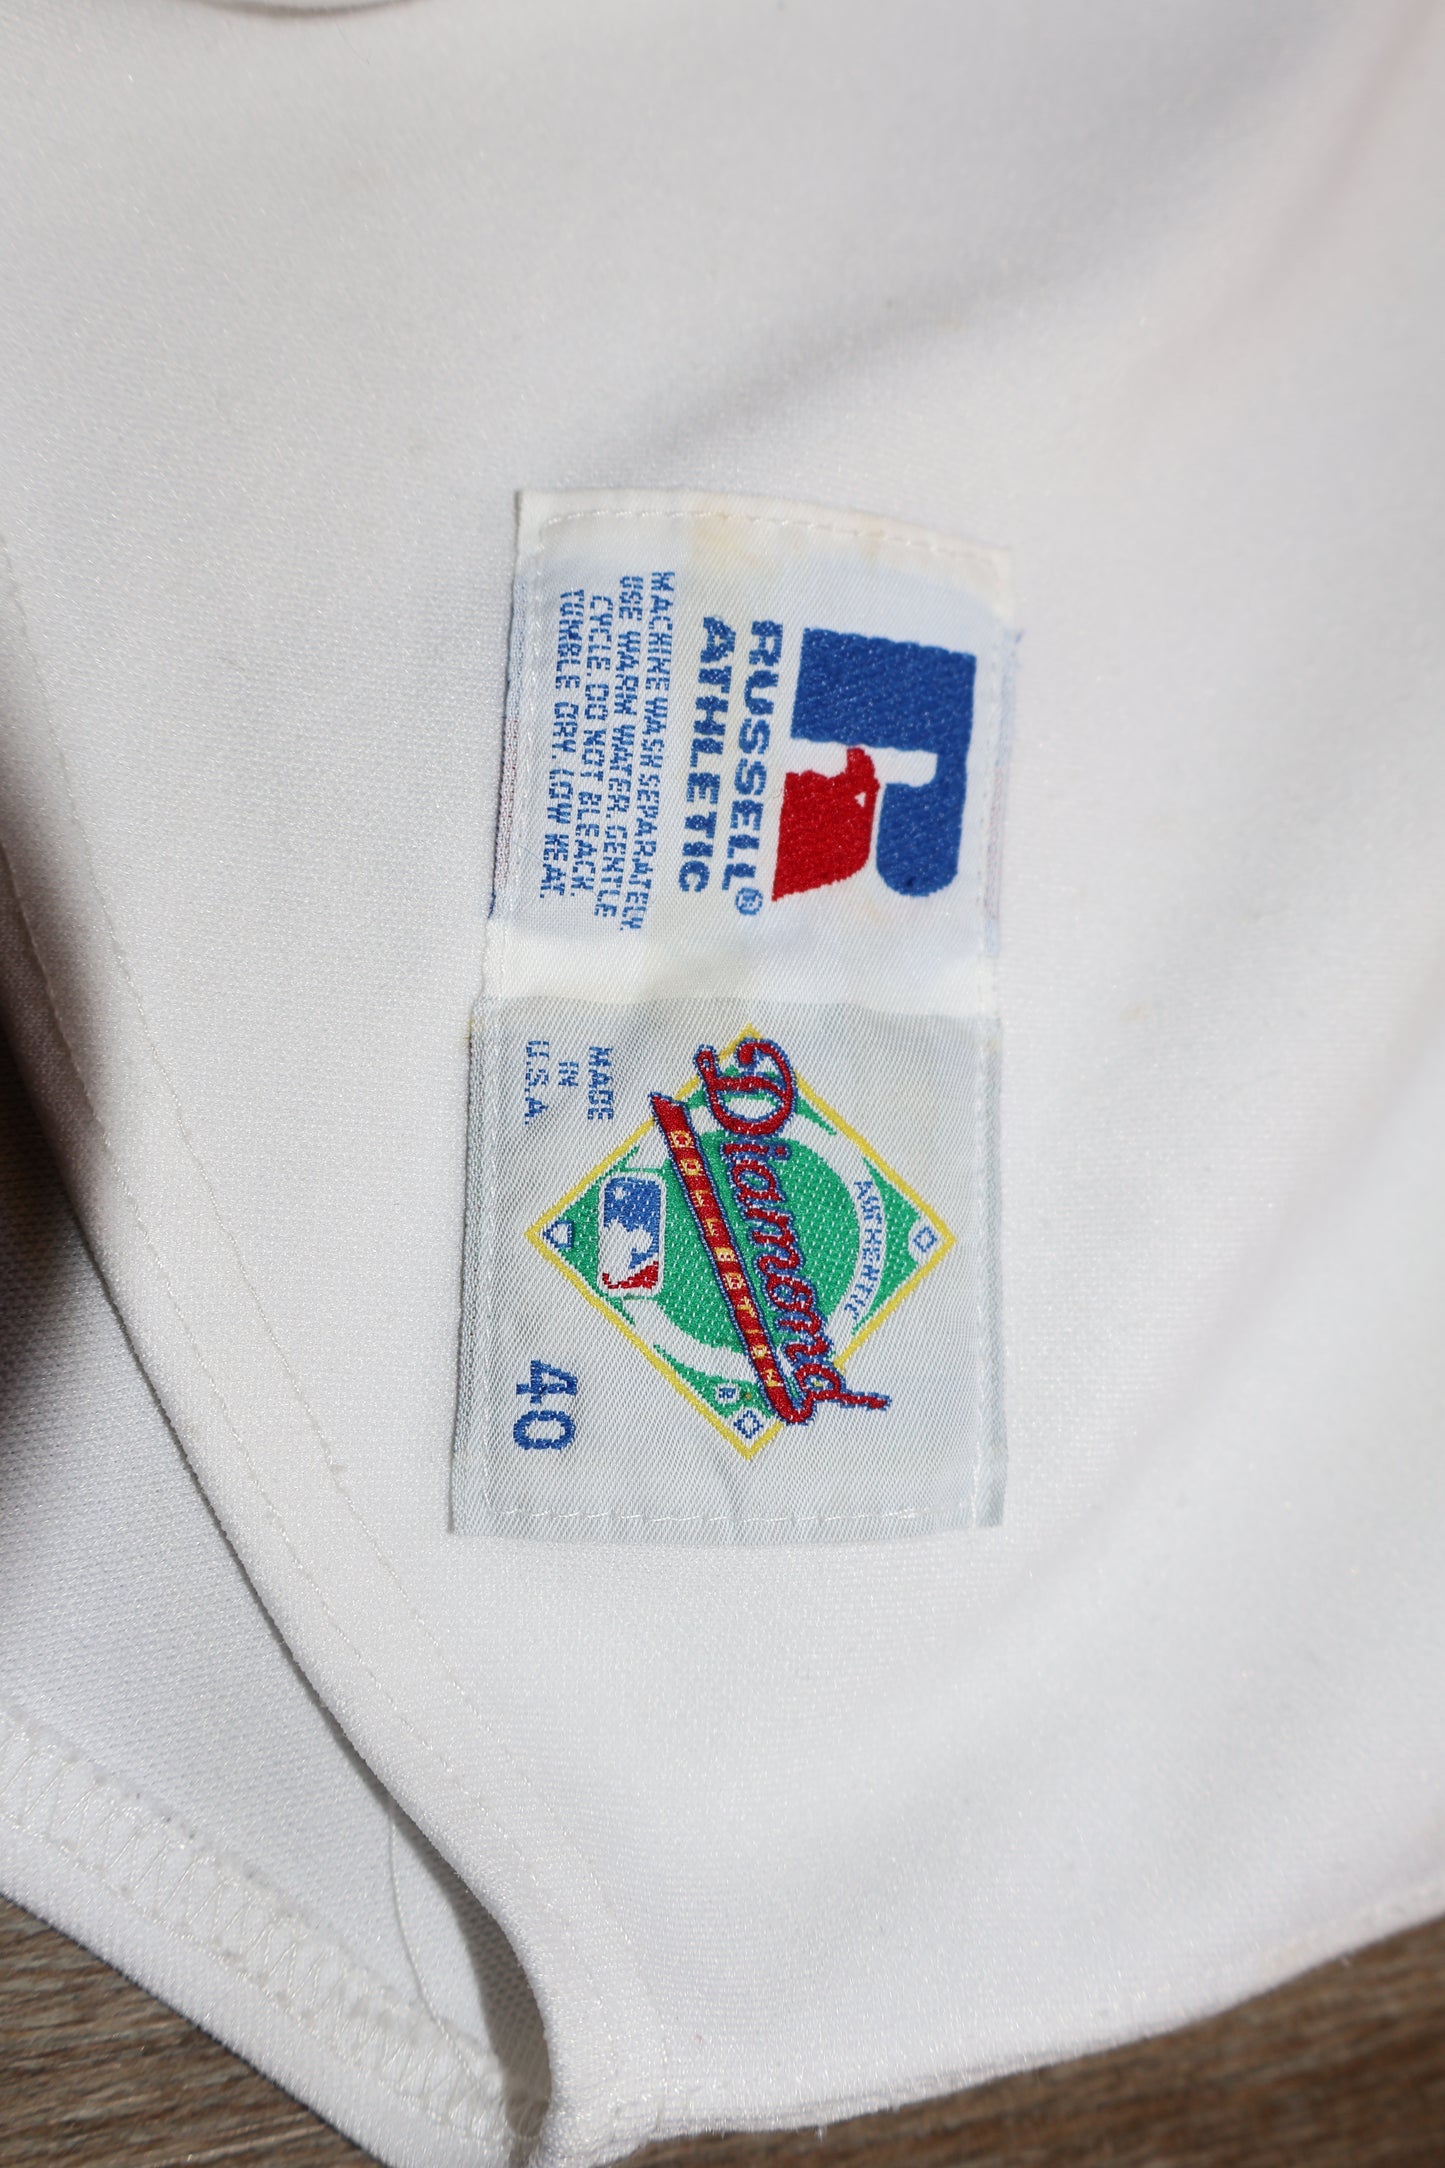 RUSSELL®
ATHLETIC
MACHINE WASH SEPARATELY.
USE WARM WATER. GENTLE
CYCLE. DO NOT BLEACH.
TUMBLE DRY. LOW HEAT.
AUTHENTIC
Diamond
COLLECTION
MADE
IN
U.S.A.
40